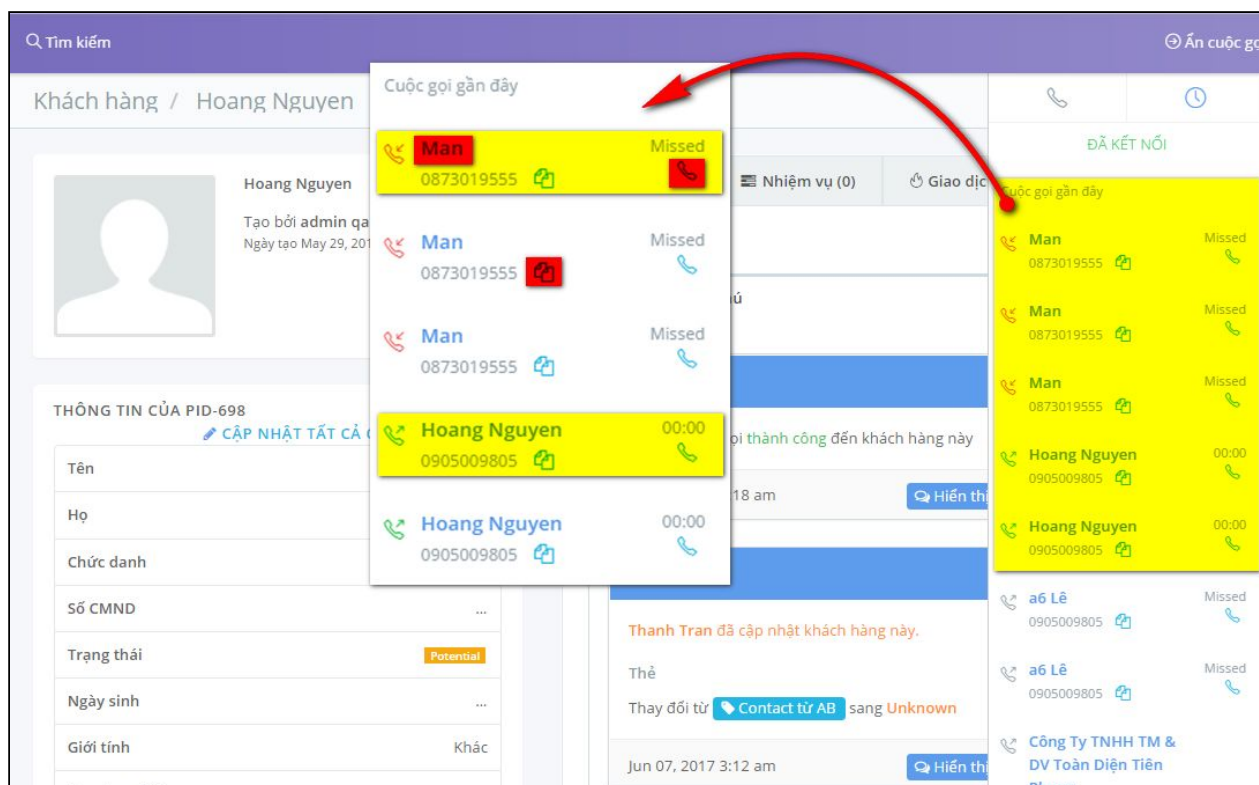 Tìm kiếm
Ẩn cuộc gọ
Khách hàng / Hoang Nguyen
Cuộc gọi gần đây
Man Missed
0873019555
Man Missed
0873019555
Man Missed
0873019555
Hoang Nguyen 00:00
0905009805
Hoang Nguyen 00:00
0905009805
Hoang Nguyen
Tạo bởi admin qa
Ngày tạo May 29, 201
Nhiệm vụ (0) Giao dịc
ú
THÔNG TIN CỦA PID-698
CẬP NHẬT TẤT CẢ
Tên
Họ
Chức danh
Số CMND ...
Trạng thái Potential
Ngày sinh ...
Giới tính Khác
ọi thành công đến khách hàng này
18 am Hiển thị
Thanh Tran đã cập nhật khách hàng này.
Thẻ
Thay đổi từ Contact từ AB sang Unknown
Jun 07, 2017 3:12 am Hiển thị
ĐÃ KẾT NỐI
Cuộc gọi gần đây
Man Missed
0873019555
Man Missed
0873019555
Man Missed
0873019555
Hoang Nguyen 00:00
0905009805
Hoang Nguyen 00:00
0905009805
a6 Lê Missed
0905009805
a6 Lê Missed
0905009805
Công Ty TNHH TM &
DV Toàn Diện Tiên